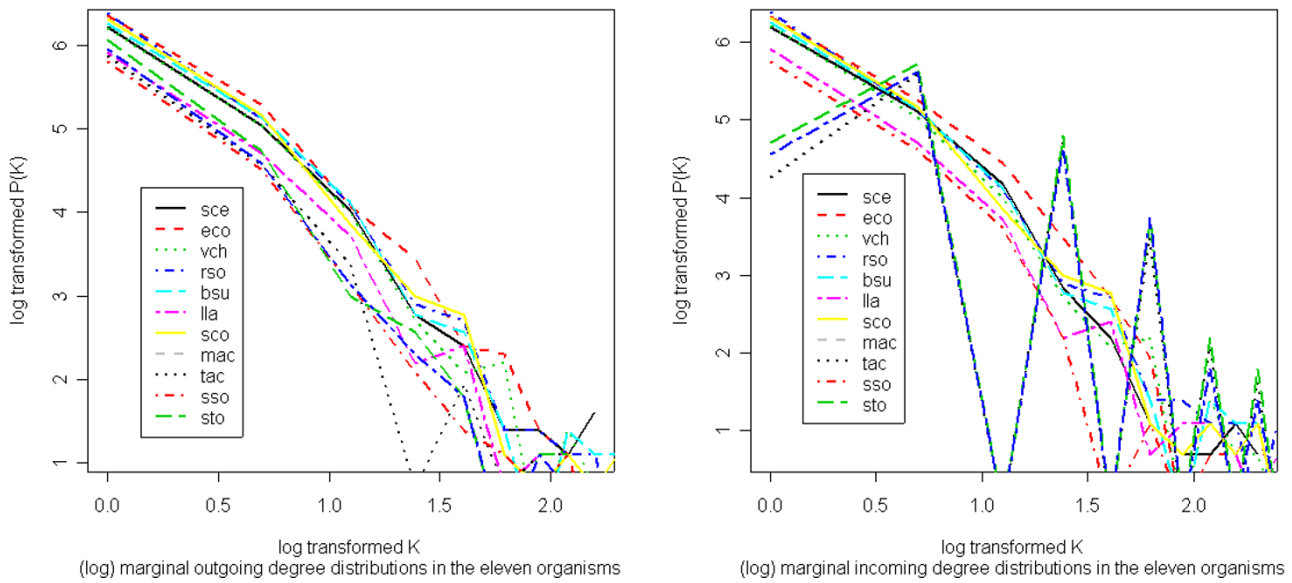 log transformed P(K)
6
5
4
3
2
1
sce
eco
vch
rso
bsu
lla
sco
mac
tac
sso
sto
0.0 0.5 1.0 1.5 2.0
log transformed K
(log) marginal outgoing degree distributions in the eleven organisms
log transformed P(K)
6
5
4
3
2
1
sce
eco
vch
rso
bsu
lla
sco
mac
tac
sso
sto
0.0 0.5 1.0 1.5 2.0
log transformed K
(log) marginal incoming degree distributions in the eleven organisms